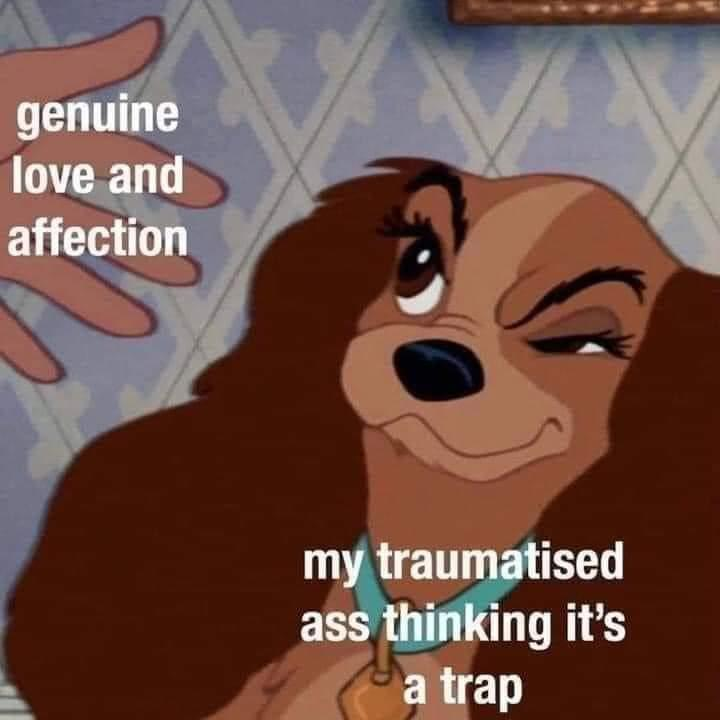 genuine
love and
affection
my traumatised
ass thinking it's
a trap